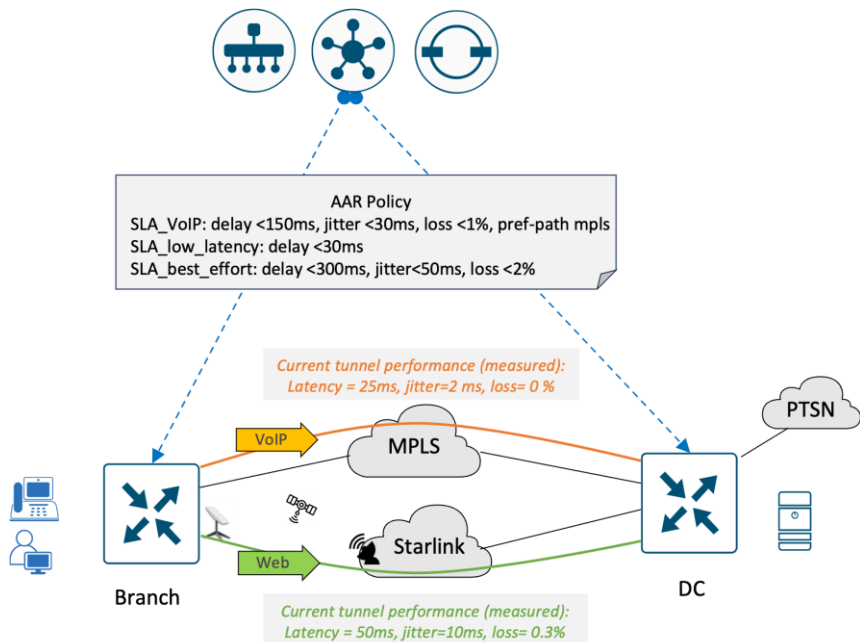 AAR Policy
SLA_VoIP: delay <150ms, jitter <30ms, loss <1%, pref-path mpls
SLA_low_latency: delay <30ms
SLA_best_effort: delay <300ms, jitter<50ms, loss <2%
Current tunnel performance (measured):
Latency = 25ms, jitter=2 ms, loss= 0 %
PTSN
VoIP
MPLS
Starlink
Web
Branch
DC
Current tunnel performance (measured):
Latency = 50ms, jitter=10ms, loss= 0.3%